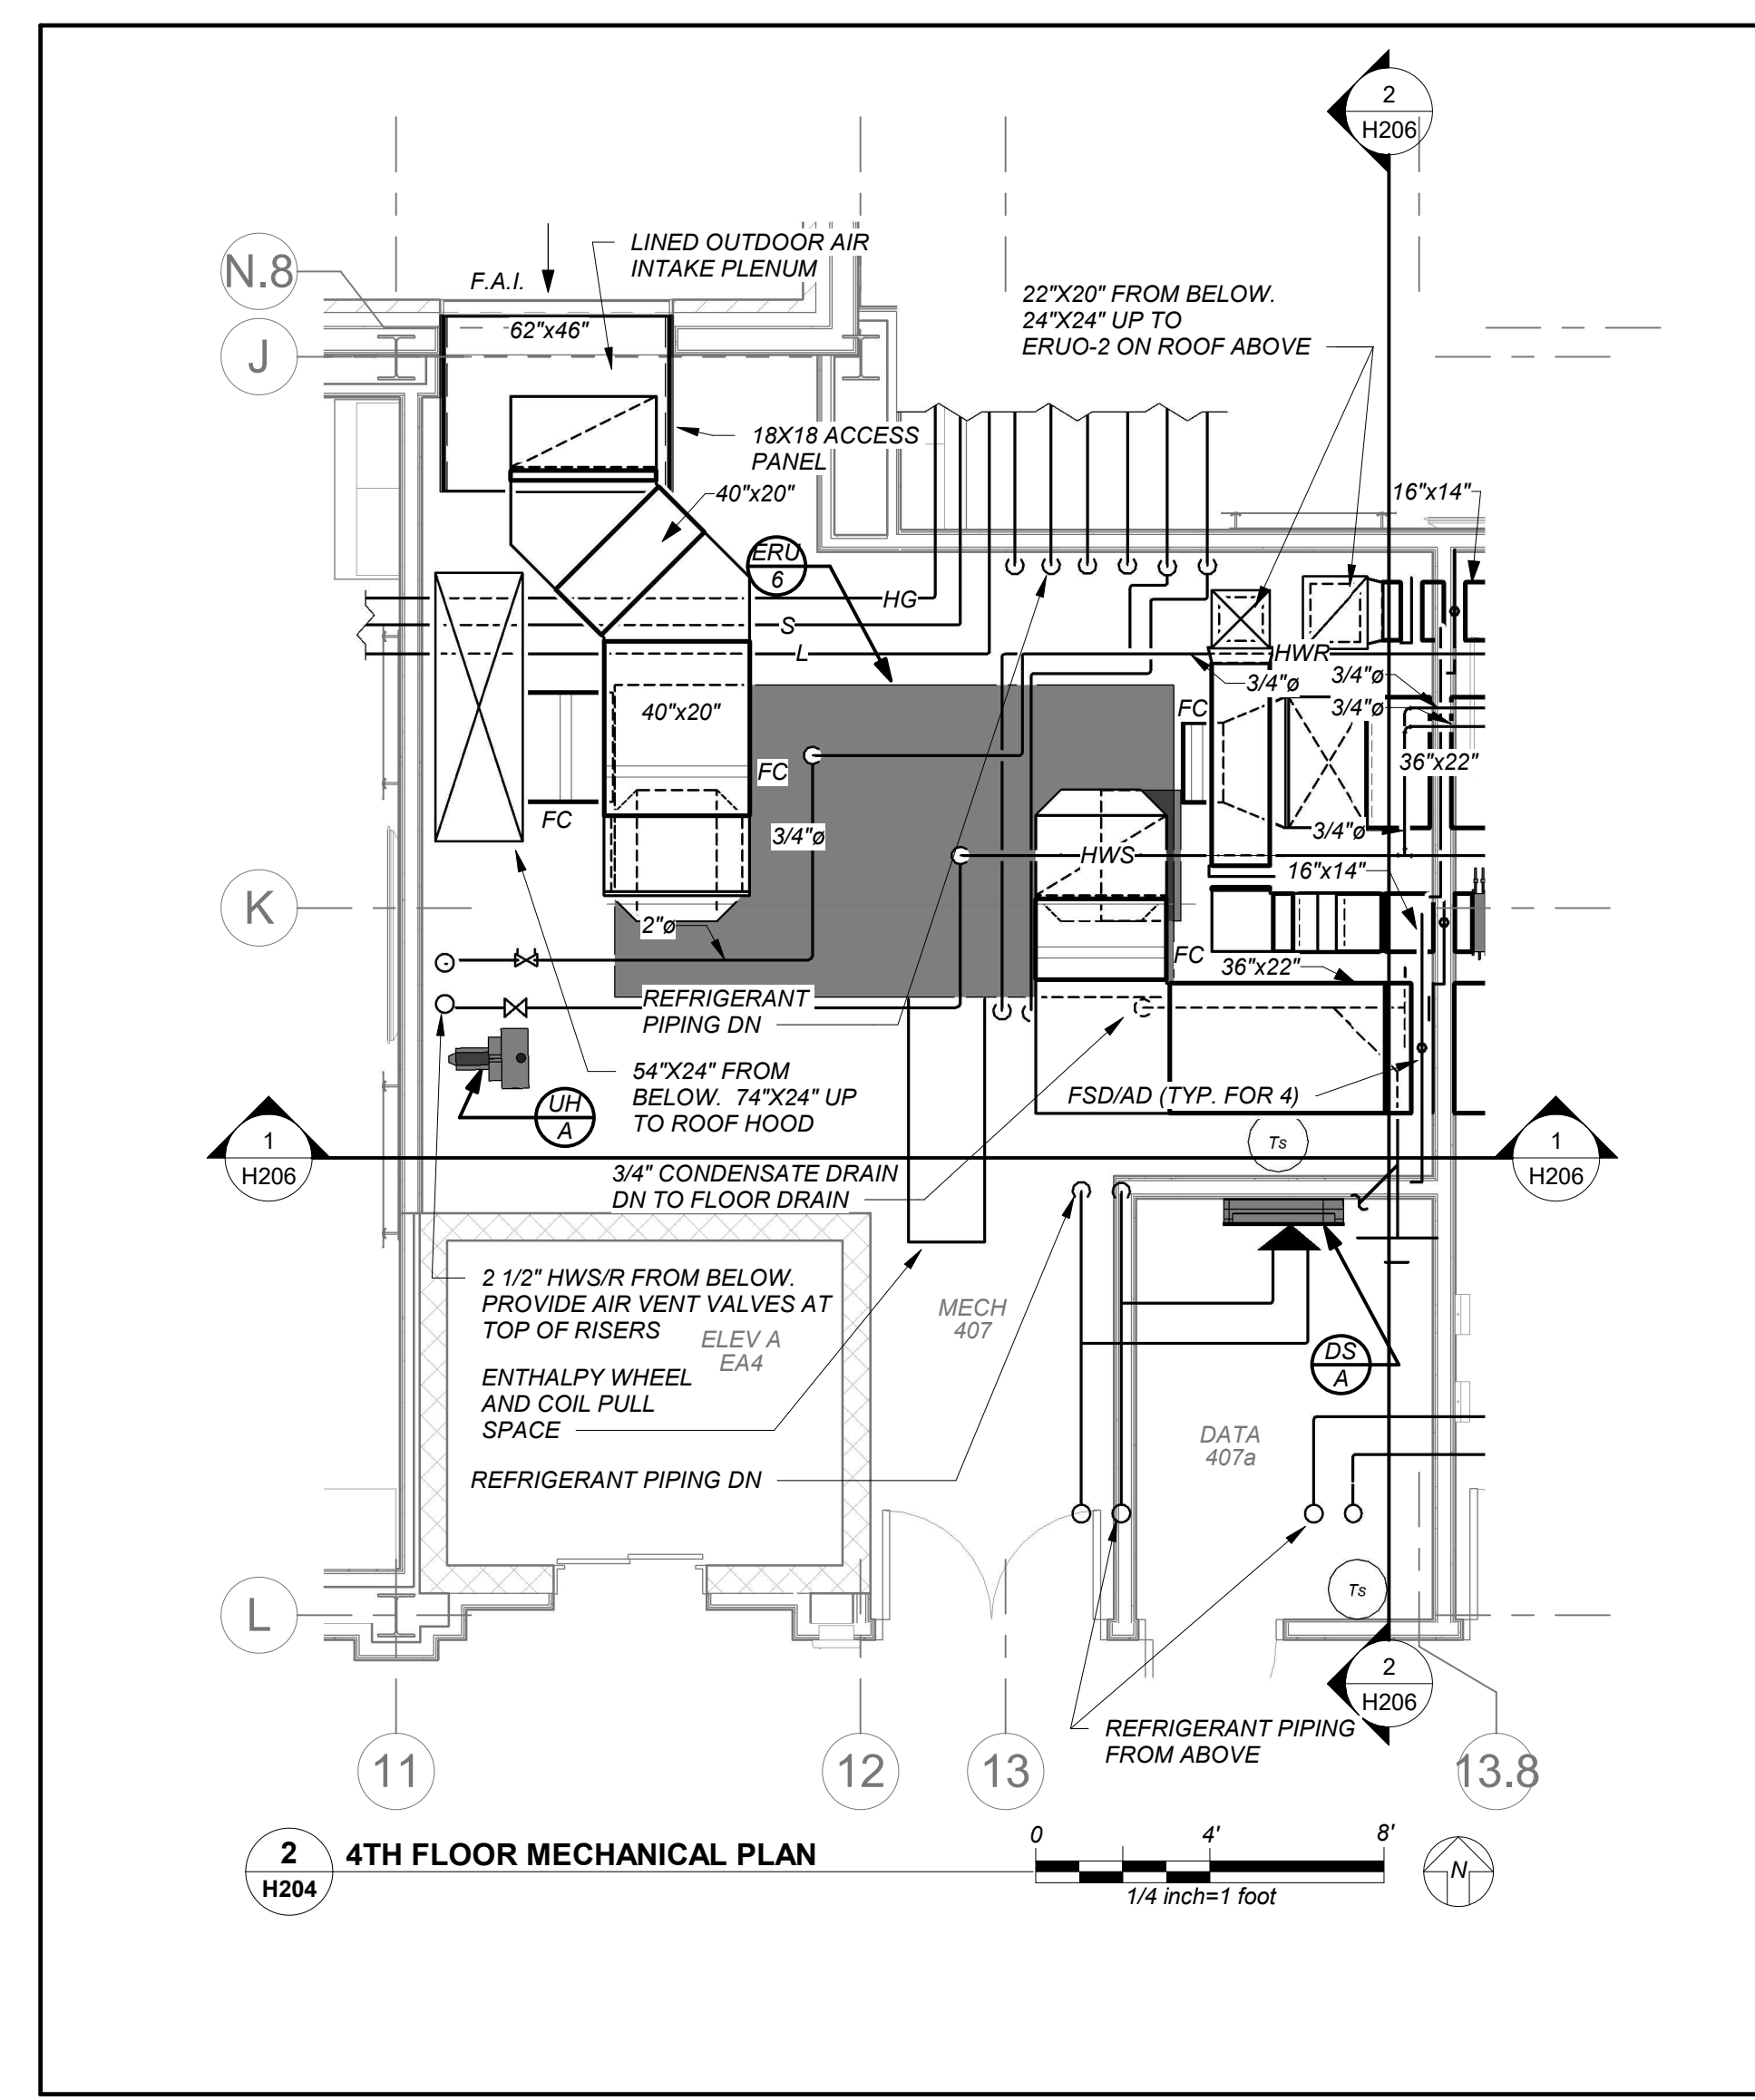 2
H206
N.8
F.A.I.
LINED OUTDOOR AIR
INTAKE PLENUM
62"x46"
22"X20" FROM BELOW.
24"X24" UP TO
ERUO-2 ON ROOF ABOVE
J
18X18 ACCESS
PANEL
40"x20"
16"x14"
ERU
6
HG
S
L
HWR
3/4"ø
3/4"ø
3/4"ø
40"x20"
FC
FC
36"x22"
FC
3/4"ø
3/4"ø
HWS
16"x14"
K
2"ø
FC
36"x22"
REFRIGERANT
PIPING DN
54"X24" FROM
BELOW. 74"X24" UP
TO ROOF HOOD
FSD/AD (TYP. FOR 4)
UH
A
1
H206
Ts
1
H206
3/4" CONDENSATE DRAIN
DN TO FLOOR DRAIN
2 1/2" HWS/R FROM BELOW.
PROVIDE AIR VENT VALVES AT
TOP OF RISERS
ELEV A
EA4
MECH
407
ENTHALPY WHEEL
AND COIL PULL
SPACE
DS
A
DATA
407a
REFRIGERANT PIPING DN
Ts
L
2
H206
REFRIGERANT PIPING
FROM ABOVE
11
12
13
13.8
2
H204
4TH FLOOR MECHANICAL PLAN
0 4' 8'
1/4 inch=1 foot
N